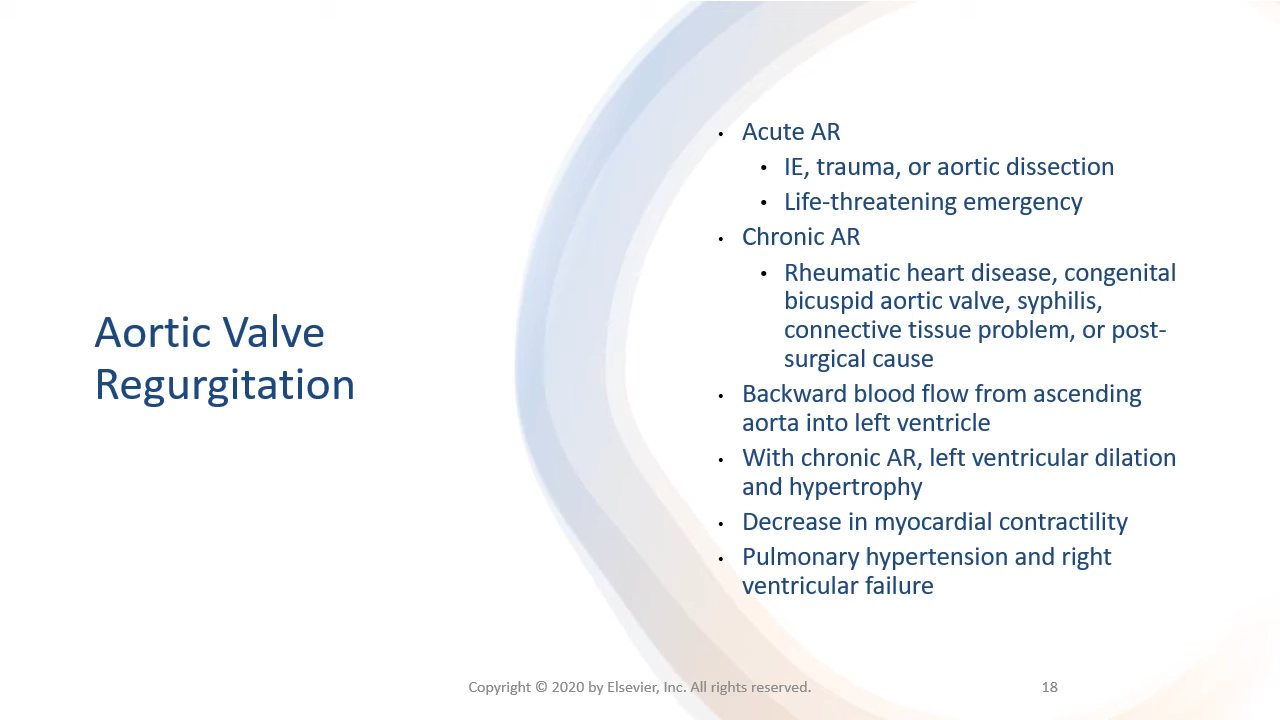 Aortic Valve
Regurgitation
• Acute AR
• IE, trauma, or aortic dissection
• Life-threatening emergency
• Chronic AR
• Rheumatic heart disease, congenital
bicuspid aortic valve, syphilis,
connective tissue problem, or post-
surgical cause
• Backward blood flow from ascending
aorta into left ventricle
• With chronic AR, left ventricular dilation
and hypertrophy
• Decrease in myocardial contractility
• Pulmonary hypertension and right
ventricular failure
Copyright © 2020 by Elsevier, Inc. All rights reserved.
18